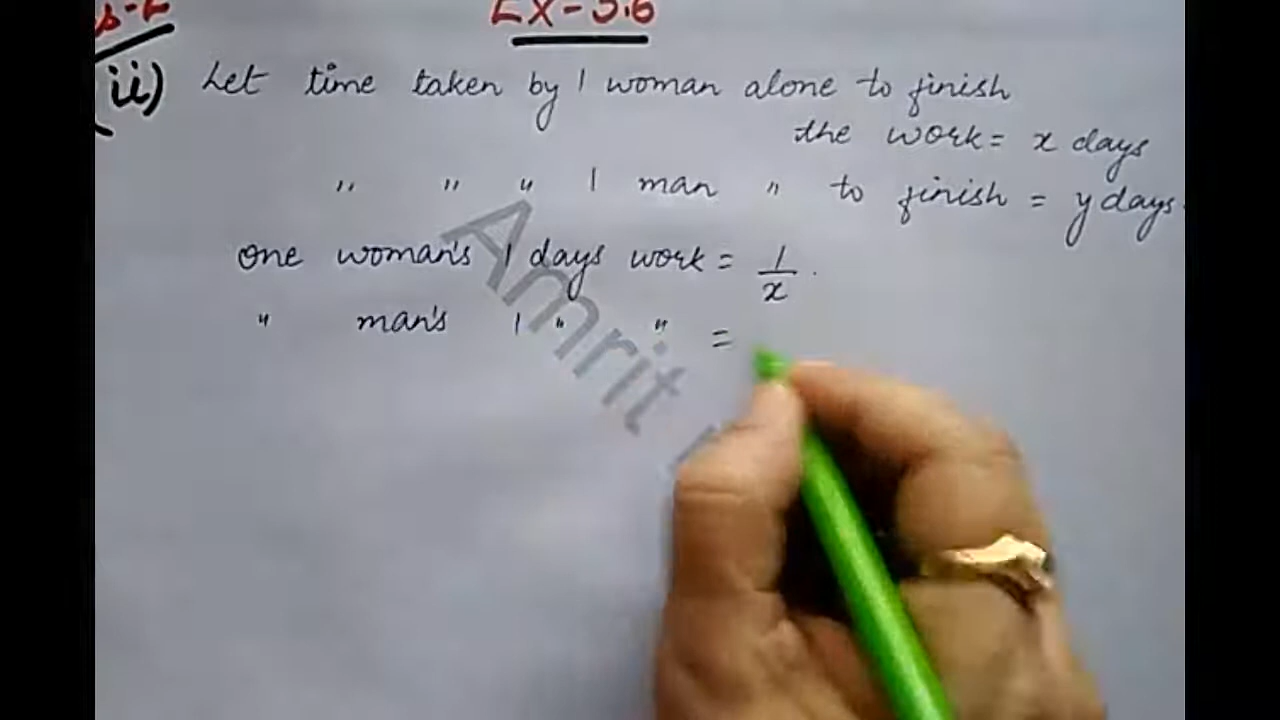 Ex-3.6
(ii) Let time taken by 1 woman alone to finish
the work = x days
" " " 1 man " to finish = y days.
One woman's 1 days work = 1/x.
" man's 1 " " =
Amrit